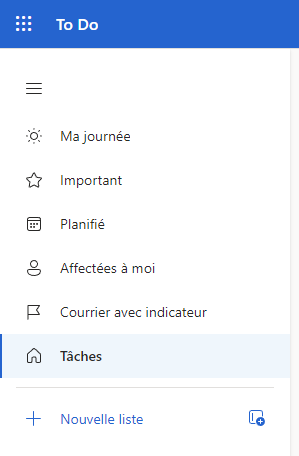 To Do
Ma journée
Important
Planifié
Affectées à moi
Courrier avec indicateur
Tâches
Nouvelle liste